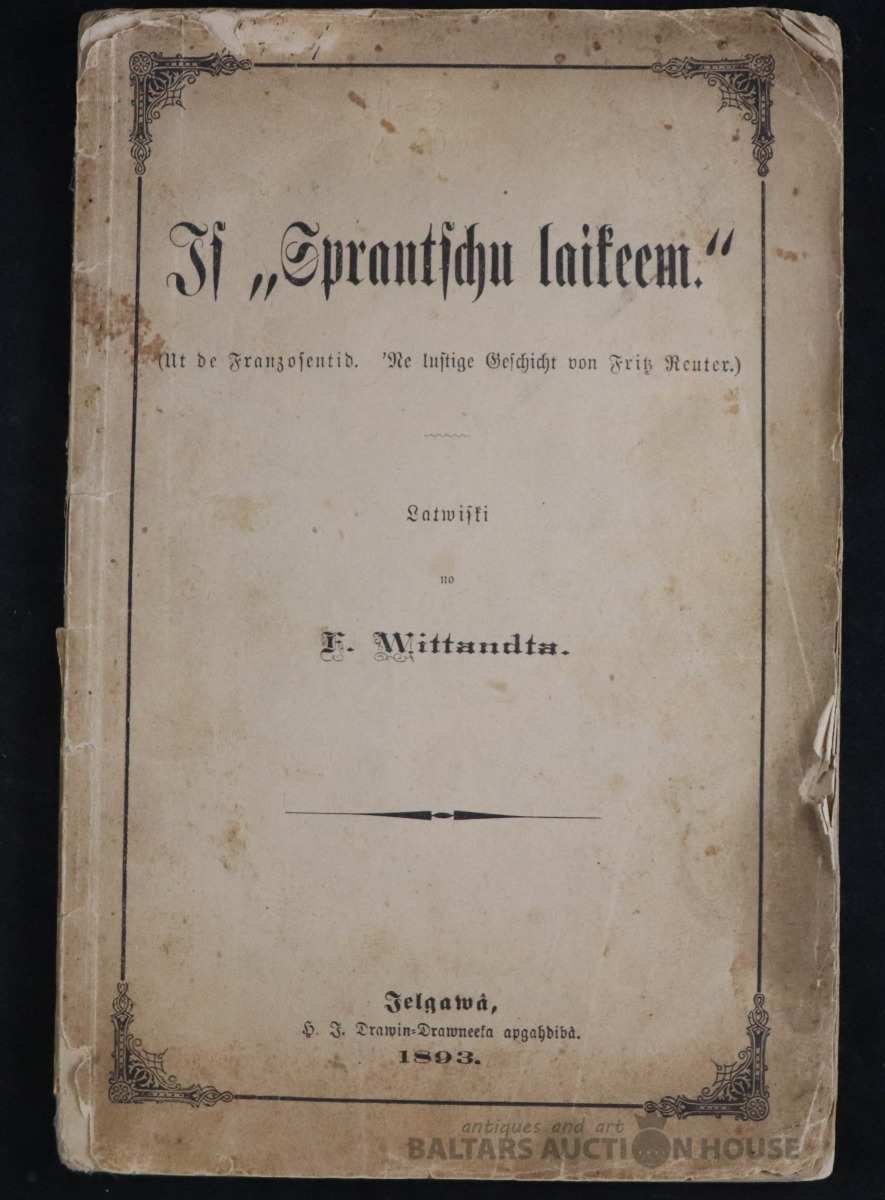 Iſ „Sprantſchu laikeem.“
(Ut de Franzoſentid. 'Ne luſtige Geſchicht von Fritz Reuter.)
Latwiſki
no
F. Wittandta.
Jelgawâ,
H. J. Drawin-Drawneeka apgahdibâ.
1893.
antiques and art
BALTARS AUCTION HOUSE